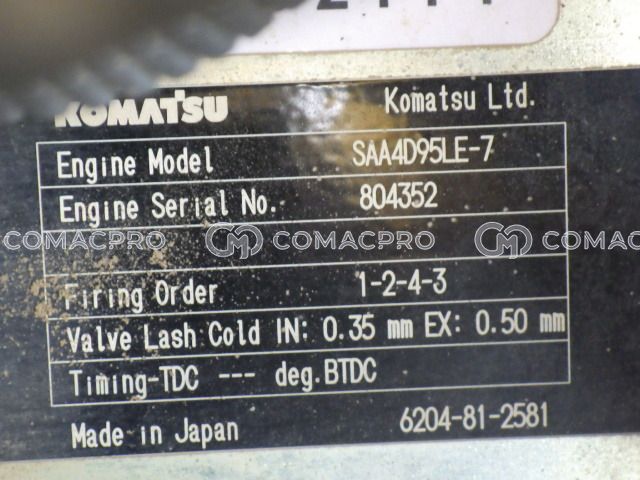 KOMATSU Komatsu Ltd.
Engine Model SAA4D95LE-7
Engine Serial No. 804352
COMACPRO COMACPRO COMACPRO
Firing Order 1-2-4-3
Valve Lash Cold IN: 0.35 mm EX: 0.50 mm
Timing-TDC --- deg.BTDC
Made in Japan 6204-81-2581